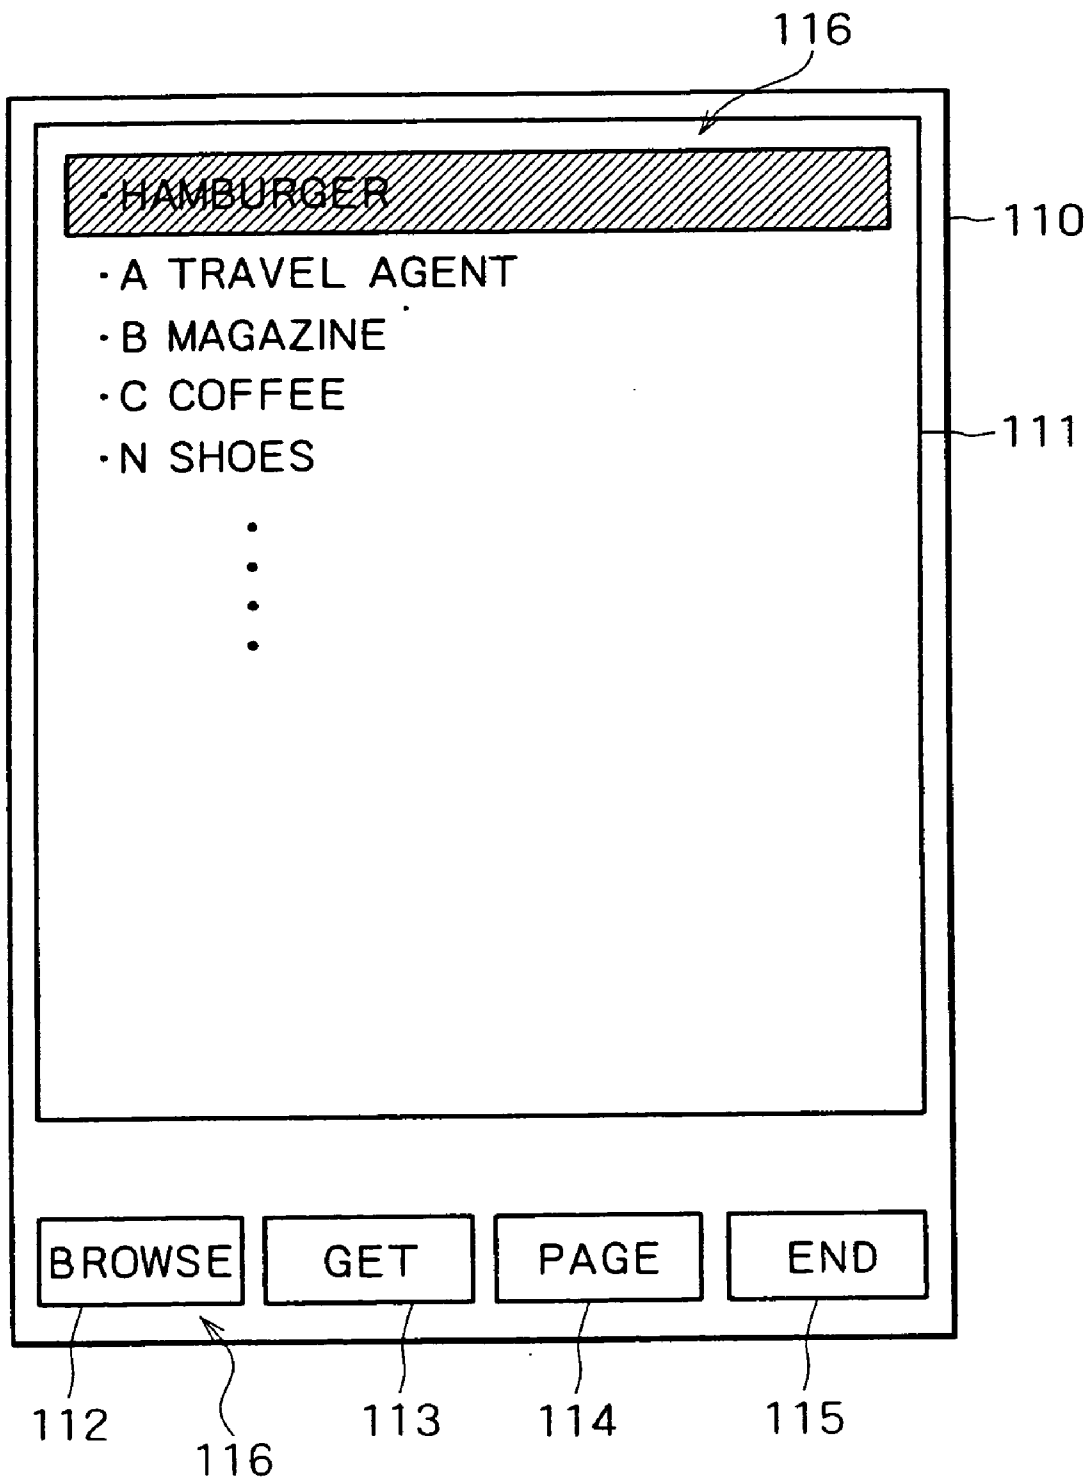 116
· HAMBURGER
110
· A TRAVEL AGENT
· B MAGAZINE
· C COFFEE
111
· N SHOES
BROWSE GET PAGE END
112 113 114 115
116